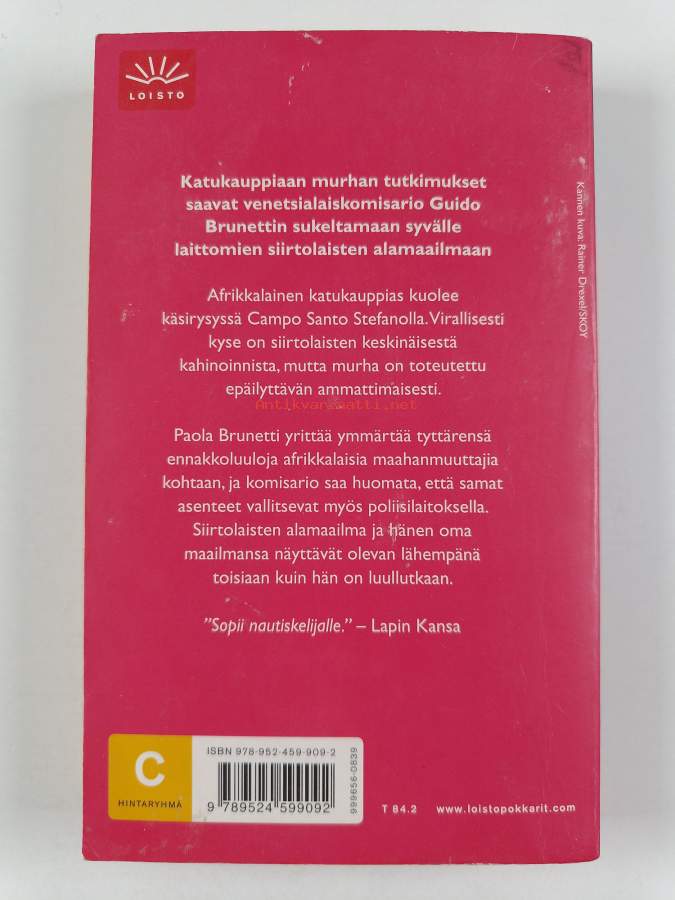 LOISTO
Katukauppiaan murhan tutkimukset
saavat venetsialaiskomisario Guido
Brunettin sukeltamaan syvälle
laittomien siirtolaisten alamaailmaan
Kannen kuva: Rainer Drexel/SKOY
Afrikkalainen katukauppias kuolee
käsirysyssä Campo Santo Stefanolla. Virallisesti
kyse on siirtolaisten keskinäisestä
kahinoinnista, mutta murha on toteutettu
epäilyttävän ammattimaisesti.
Antikvariaatti.net
Paola Brunetti yrittää ymmärtää tyttärensä
ennakkoluuloja afrikkalaisia maahanmuuttajia
kohtaan, ja komisario saa huomata, että samat
asenteet vallitsevat myös poliisilaitoksella.
Siirtolaisten alamaailma ja hänen oma
maailmansa näyttävät olevan lähempänä
toisiaan kuin hän on luullutkaan.
”Sopii nautiskelijalle.” – Lapin Kansa
C
HINTARYHMÄ
ISBN 978-952-459-909-2
9 789524 599092
999656-0839
T 84.2
www.loistopokkarit.com